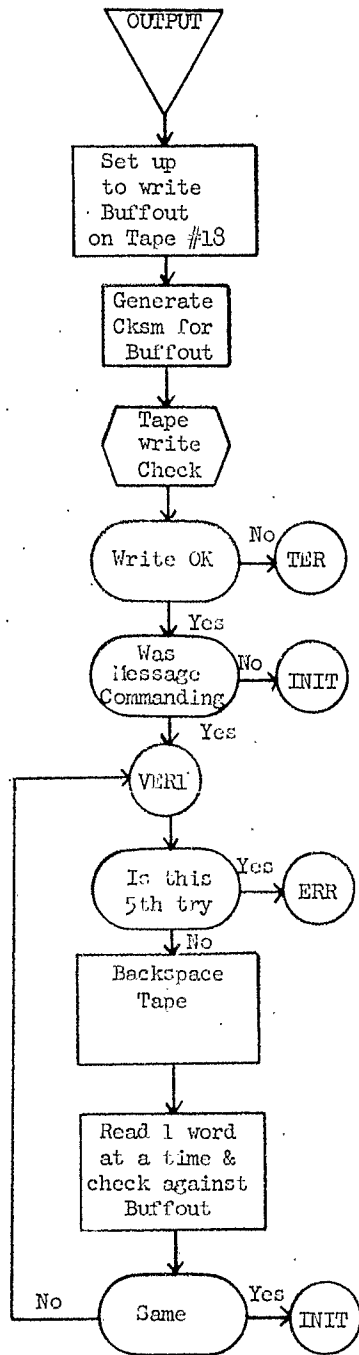 OUTPUT
Set up
to write
Buffout
on Tape #18
Generate
Cksm for
Buffout
Tape
write
Check
Write OK
No
TER
Yes
Was
Message
Commanding
No
INIT
Yes
VER1
Is this
5th try
Yes
ERR
No
Backspace
Tape
Read 1 word
at a time &
check against
Buffout
Same
No
Yes
INIT